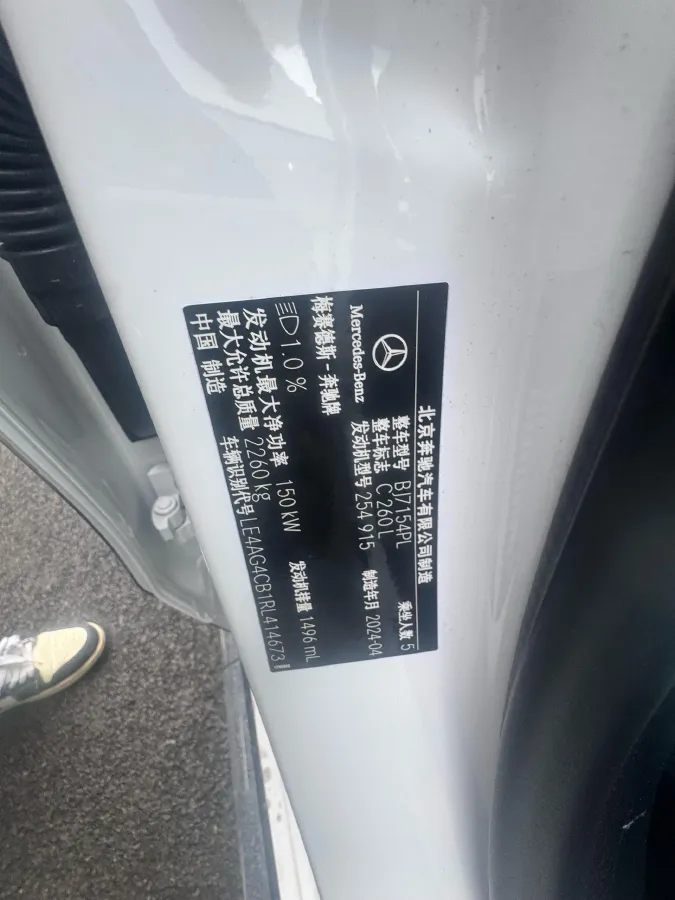 北京奔驰汽车有限公司制造
Mercedes-Benz
整车型号 BJ7154PL 乘坐人数 5
整车标志 C 260 L
发动机型号 254 915 制造年月 2024-04
梅赛德斯-奔驰牌
1.0 %
发动机排量 1496 mL
发动机最大净功率 150 kW
最大允许总质量 2260 kg
车辆识别代号 LE4AG4CB1RL414673
中国 制造